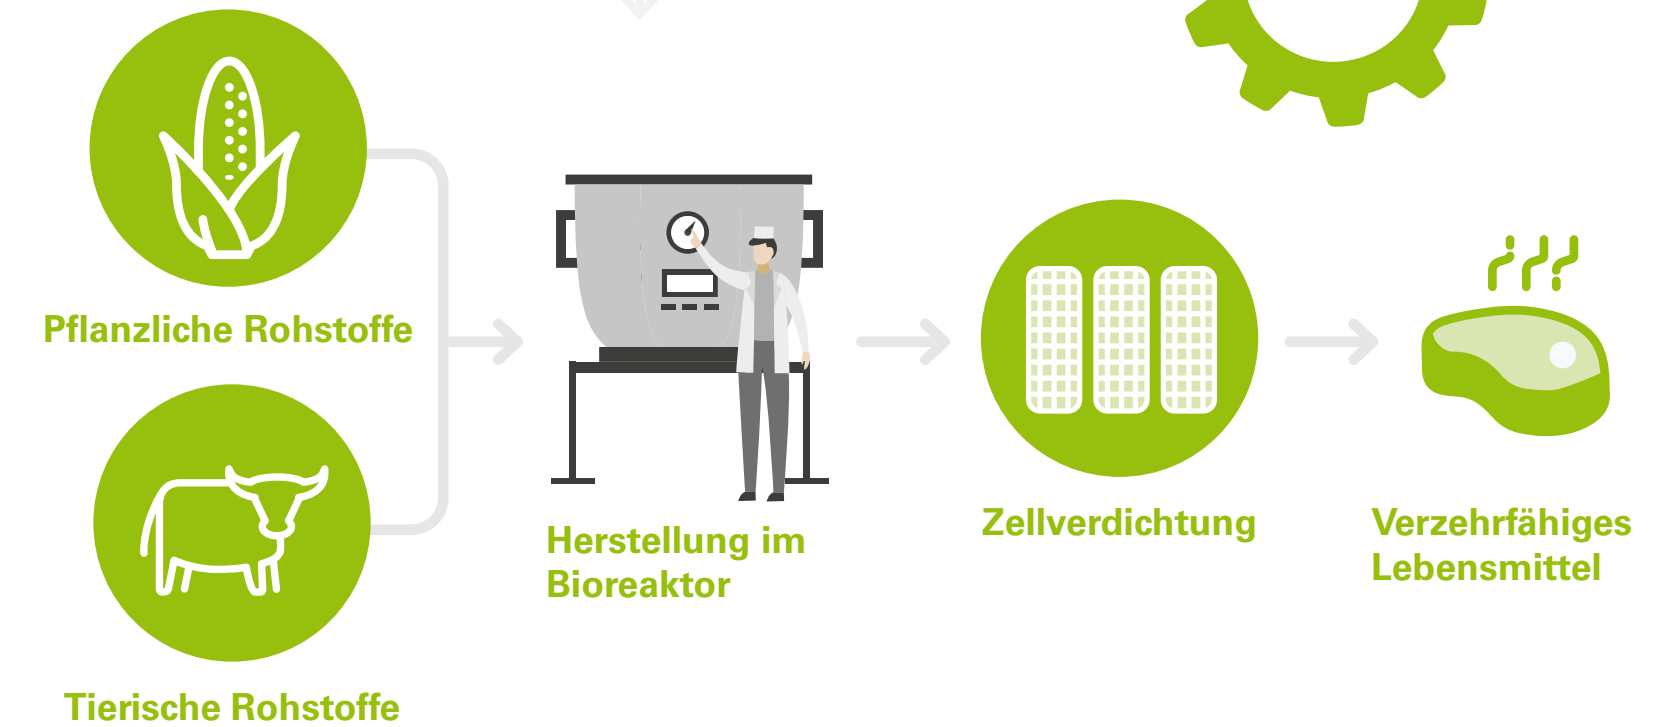 Pflanzliche Rohstoffe
Tierische Rohstoffe
Herstellung im
Bioreaktor
Zellverdichtung
Verzehrfähiges
Lebensmittel